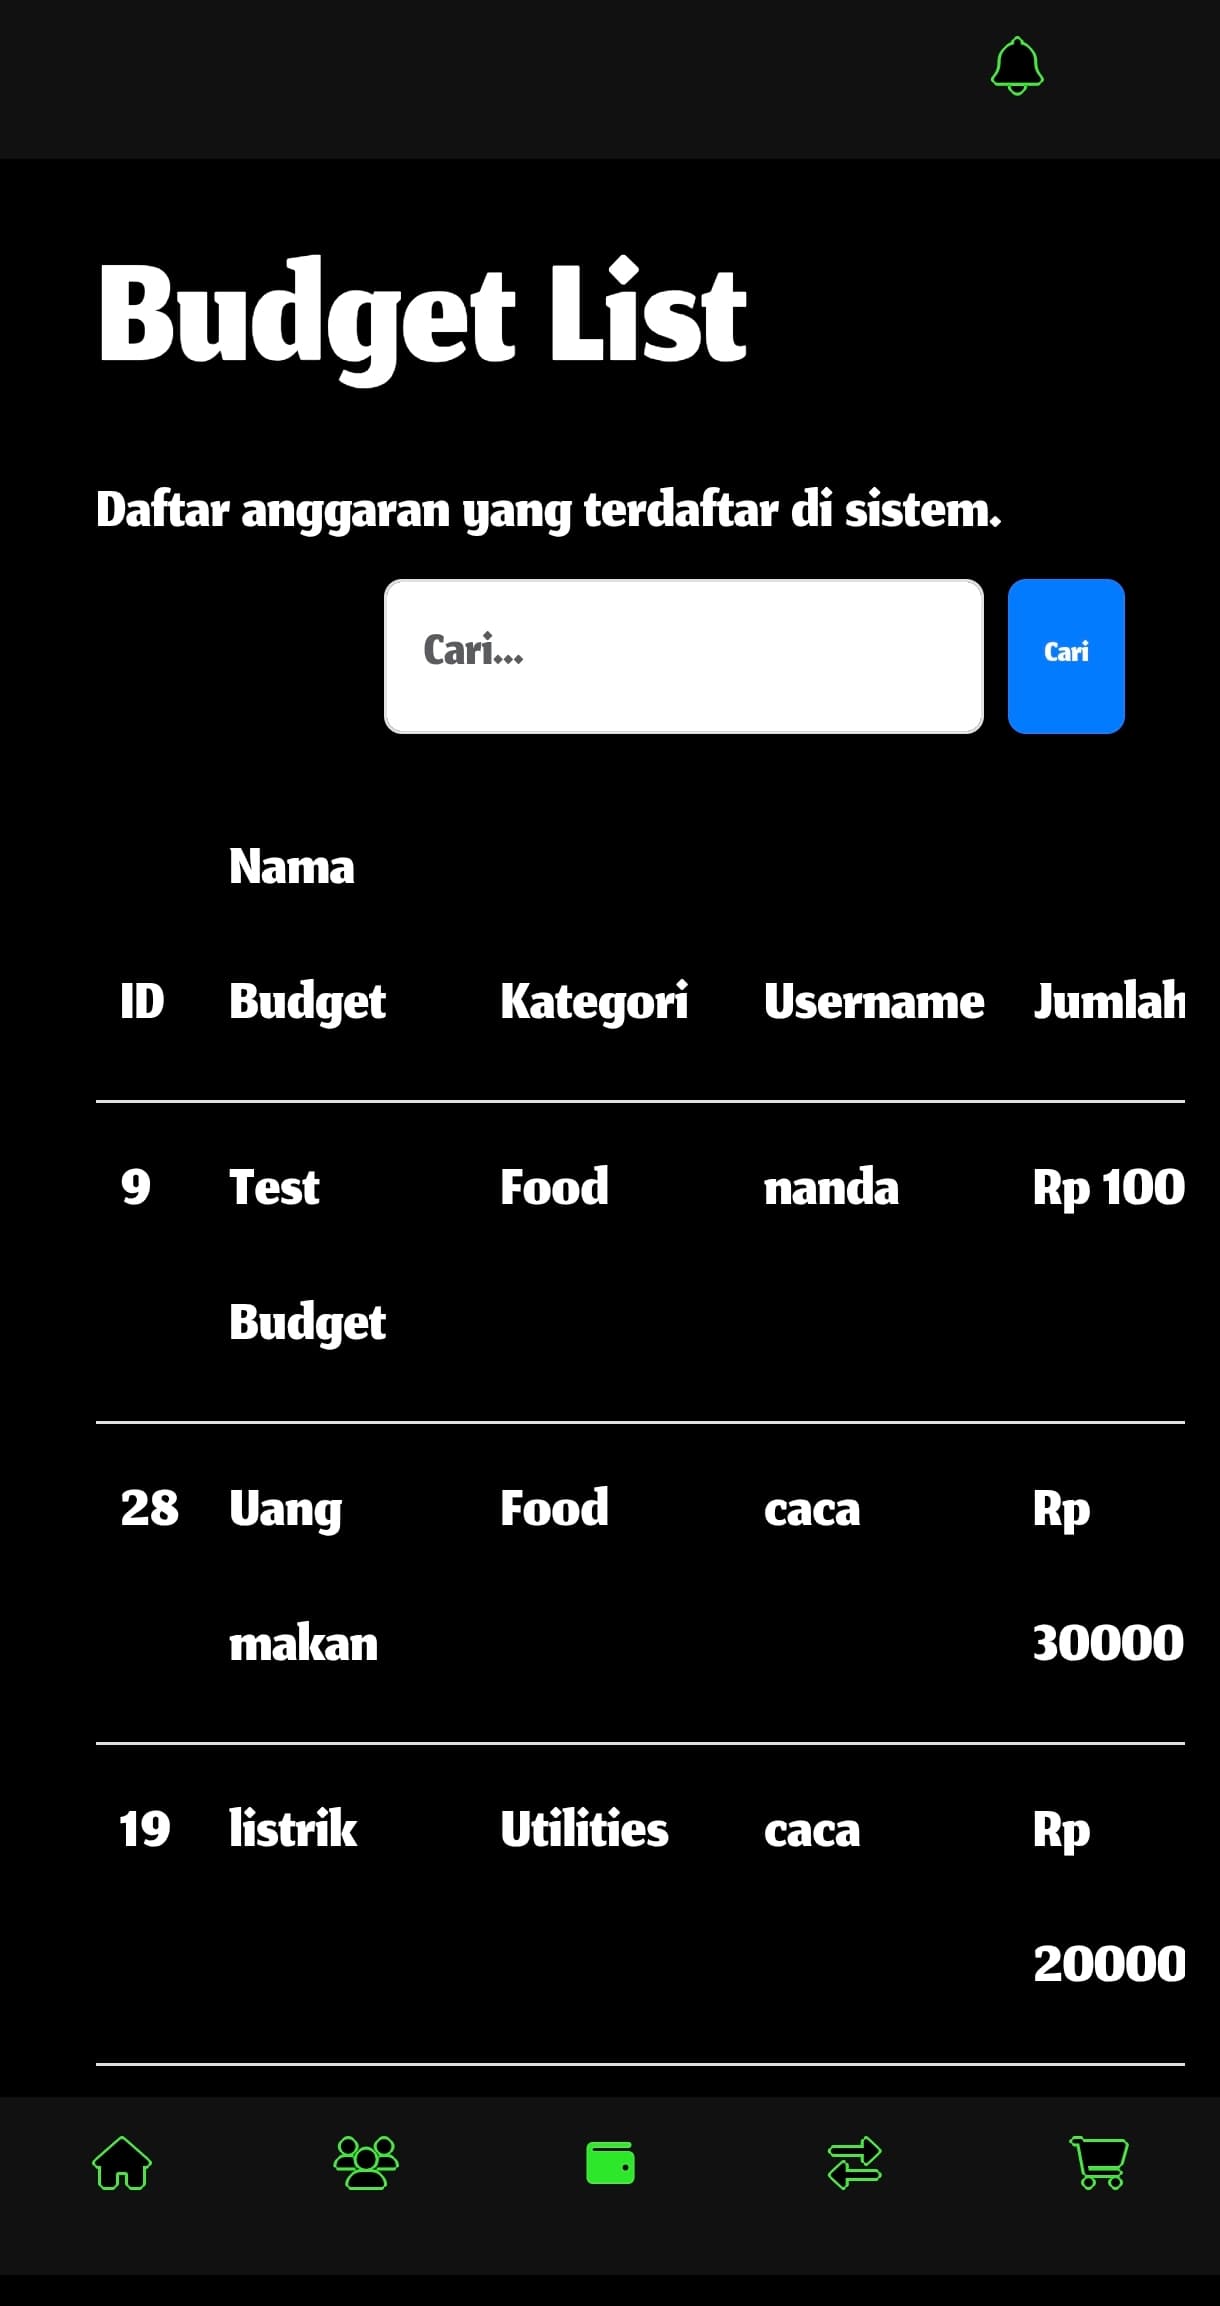 Budget List
Daftar anggaran yang terdaftar di sistem.
Cari...
Cari
Nama
ID Budget Kategori Username Jumlah
9 Test Food nanda Rp 100
Budget
28 Uang Food caca Rp
makan 30000
19 listrik Utilities caca Rp
20000